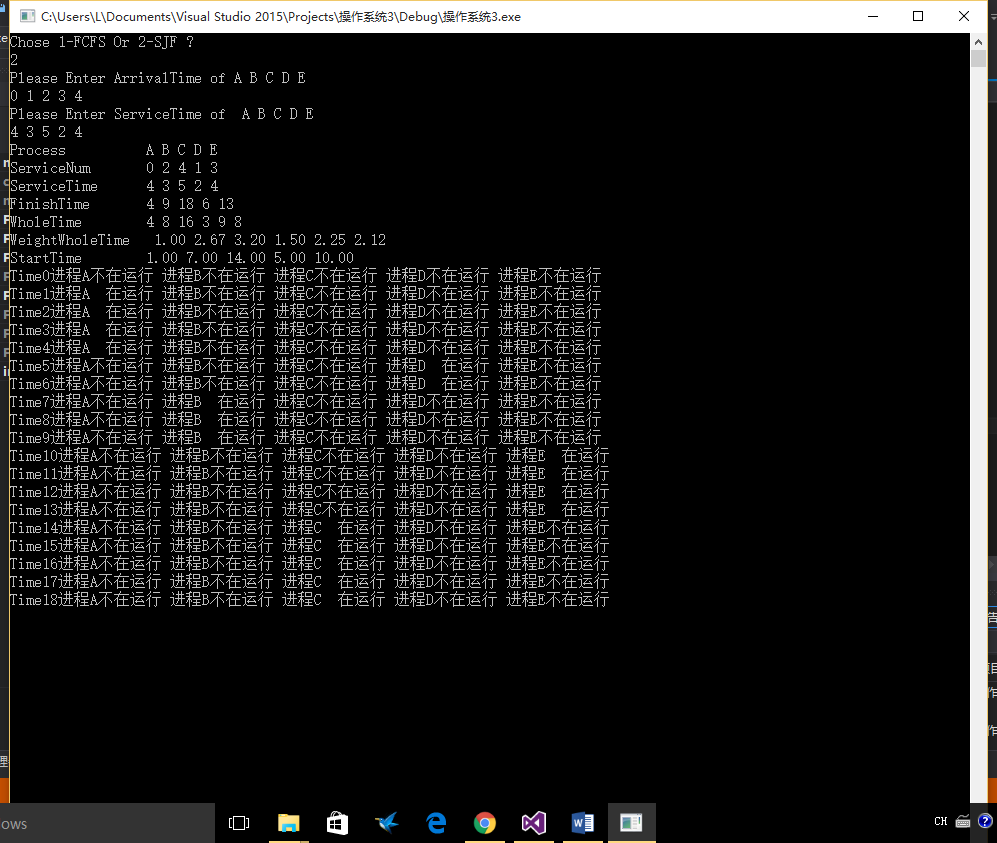 C:\Users\L\Documents\Visual Studio 2015\Projects\操作系统3\Debug\操作系统3.exe
Chose 1-FCFS Or 2-SJF ?
2
Please Enter ArrivalTime of A B C D E
0 1 2 3 4
Please Enter ServiceTime of  A B C D E
4 3 5 2 4
Process          A B C D E
ServiceNum       0 2 4 1 3
ServiceTime      4 3 5 2 4
FinishTime       4 9 18 6 13
WholeTime        4 8 16 3 9 8
WeightWholeTime   1.00 2.67 3.20 1.50 2.25 2.12
StartTime        1.00 7.00 14.00 5.00 10.00
Time0进程A不在运行 进程B不在运行 进程C不在运行 进程D不在运行 进程E不在运行
Time1进程A  在运行 进程B不在运行 进程C不在运行 进程D不在运行 进程E不在运行
Time2进程A  在运行 进程B不在运行 进程C不在运行 进程D不在运行 进程E不在运行
Time3进程A  在运行 进程B不在运行 进程C不在运行 进程D不在运行 进程E不在运行
Time4进程A  在运行 进程B不在运行 进程C不在运行 进程D不在运行 进程E不在运行
Time5进程A不在运行 进程B不在运行 进程C不在运行 进程D  在运行 进程E不在运行
Time6进程A不在运行 进程B不在运行 进程C不在运行 进程D  在运行 进程E不在运行
Time7进程A不在运行 进程B  在运行 进程C不在运行 进程D不在运行 进程E不在运行
Time8进程A不在运行 进程B  在运行 进程C不在运行 进程D不在运行 进程E不在运行
Time9进程A不在运行 进程B  在运行 进程C不在运行 进程D不在运行 进程E不在运行
Time10进程A不在运行 进程B不在运行 进程C不在运行 进程D不在运行 进程E  在运行
Time11进程A不在运行 进程B不在运行 进程C不在运行 进程D不在运行 进程E  在运行
Time12进程A不在运行 进程B不在运行 进程C不在运行 进程D不在运行 进程E  在运行
Time13进程A不在运行 进程B不在运行 进程C不在运行 进程D不在运行 进程E  在运行
Time14进程A不在运行 进程B不在运行 进程C  在运行 进程D不在运行 进程E不在运行
Time15进程A不在运行 进程B不在运行 进程C  在运行 进程D不在运行 进程E不在运行
Time16进程A不在运行 进程B不在运行 进程C  在运行 进程D不在运行 进程E不在运行
Time17进程A不在运行 进程B不在运行 进程C  在运行 进程D不在运行 进程E不在运行
Time18进程A不在运行 进程B不在运行 进程C  在运行 进程D不在运行 进程E不在运行
ows
CH